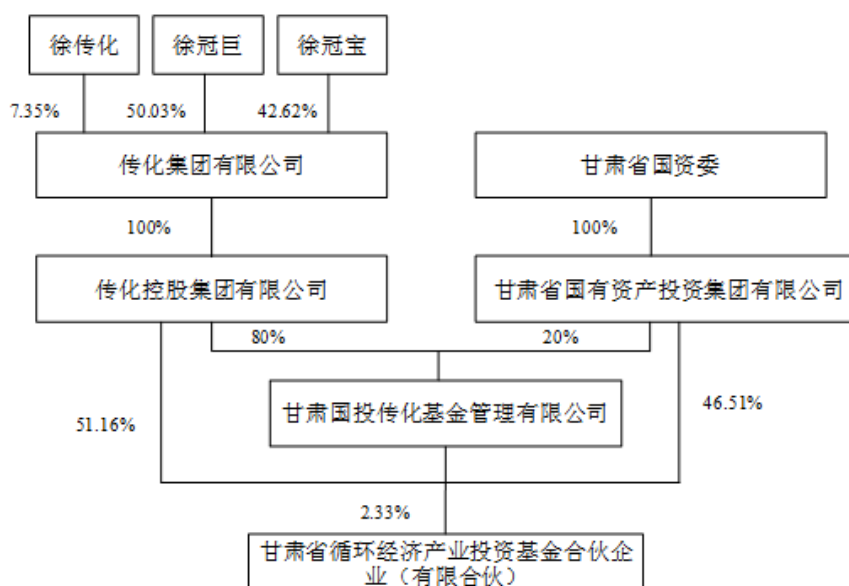 徐传化
徐冠巨
徐冠宝
7.35%
50.03%
42.62%
传化集团有限公司
甘肃省国资委
100%
100%
传化控股集团有限公司
甘肃省国有资产投资集团有限公司
80%
20%
甘肃国投传化基金管理有限公司
51.16%
46.51%
2.33%
甘肃省循环经济产业投资基金合伙企
业（有限合伙）